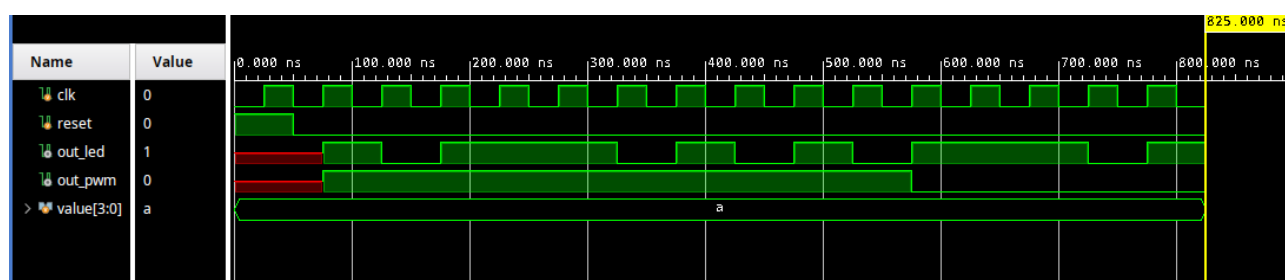 825.000 ns
Name Value
0.000 ns 100.000 ns 200.000 ns 300.000 ns 400.000 ns 500.000 ns 600.000 ns 700.000 ns 800.000 ns
clk 0
reset 0
out_led 1
out_pwm 0
> value[3:0] a a